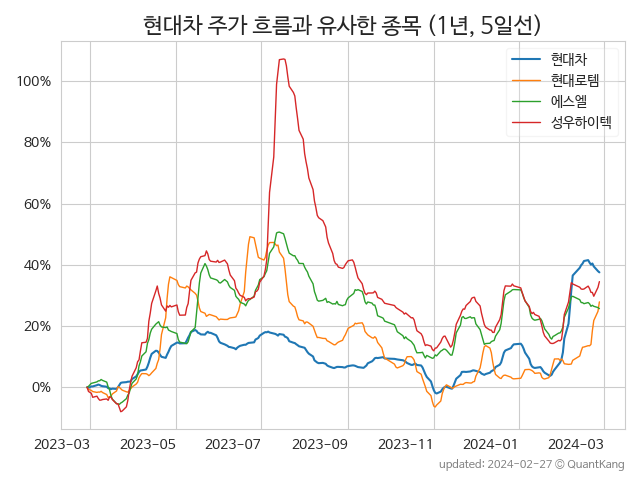 현대차 주가 흐름과 유사한 종목 (1년, 5일선)
현대차
현대로템
에스엘
성우하이텍
100%
80%
60%
40%
20%
0%
2023-03 2023-05 2023-07 2023-09 2023-11 2024-01 2024-03
updated: 2024-02-27 © QuantKang